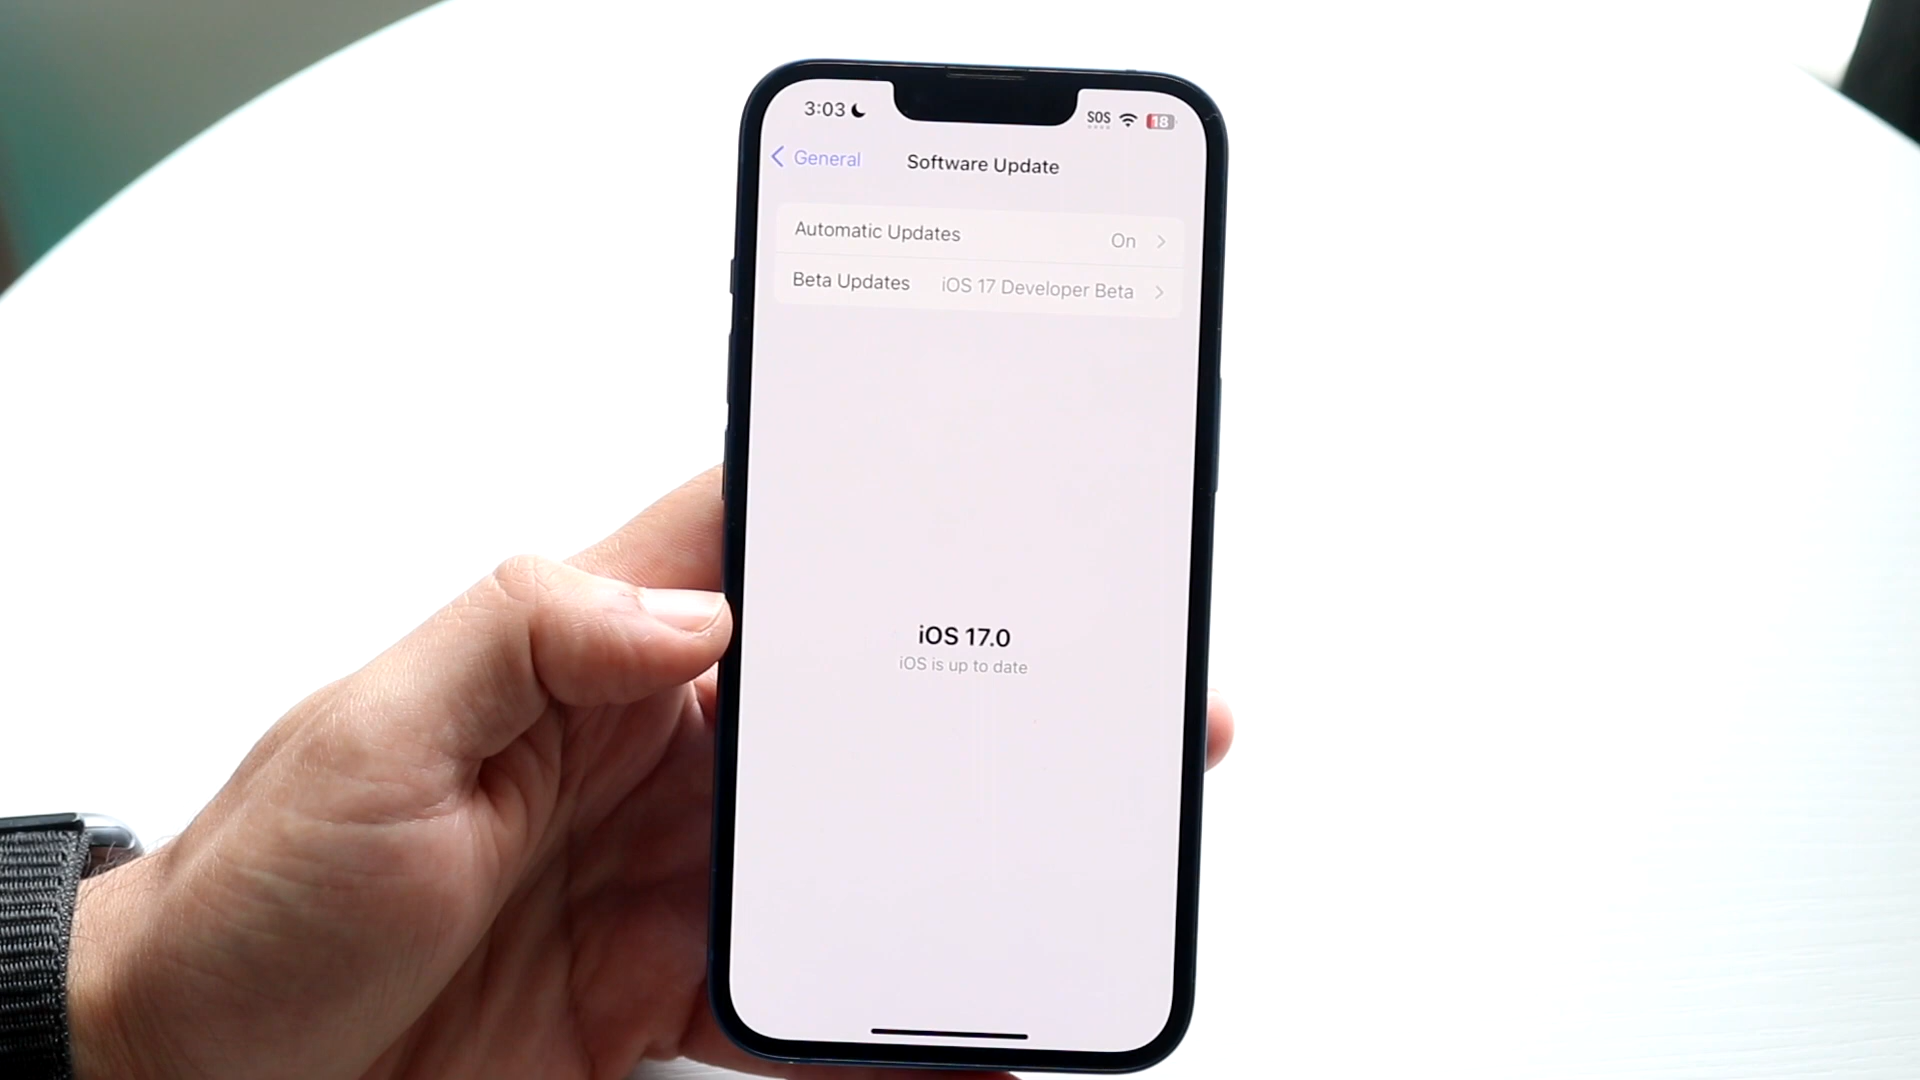 3:03
SOS 18
General
Software Update
Automatic Updates On
Beta Updates iOS 17 Developer Beta
iOS 17.0
iOS is up to date